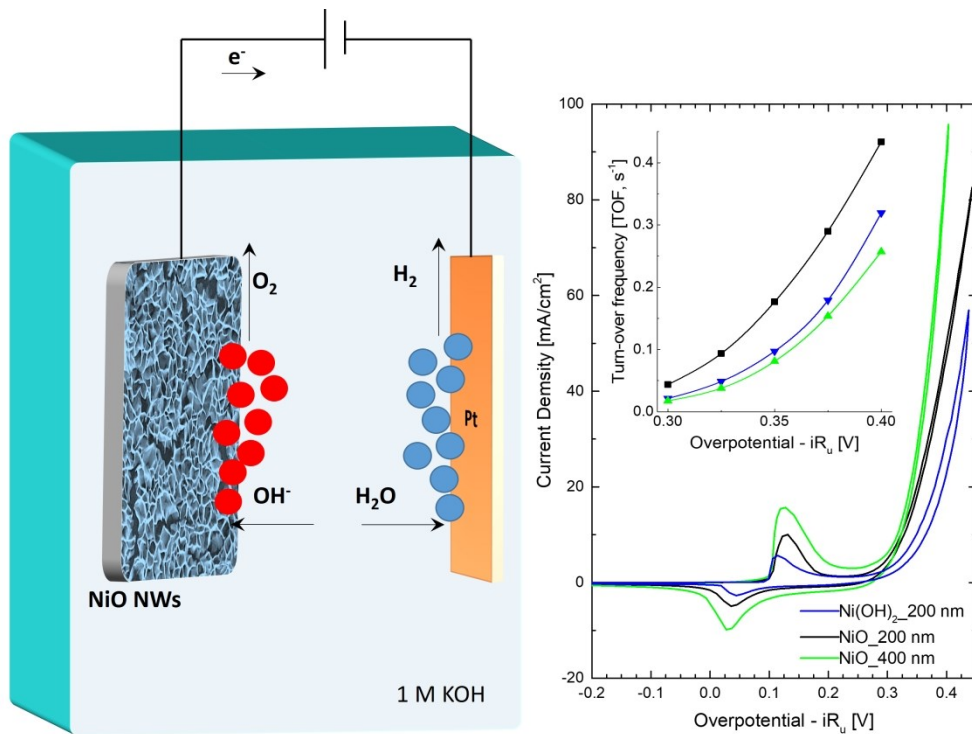 e⁻
O₂
H₂
Pt
OH⁻
H₂O
NiO NWs
1 M KOH
100
80
60
40
20
0
-20
Current Density [mA/cm²]
-0.2
-0.1
0.0
0.1
0.2
0.3
0.4
Overpotential - iRᵤ [V]
0.4
0.3
0.2
0.1
0.0
Turn-over frequency [TOF, s⁻¹]
0.30
0.35
0.40
Overpotential - iRᵤ [V]
Ni(OH)₂_200 nm
NiO_200 nm
NiO_400 nm